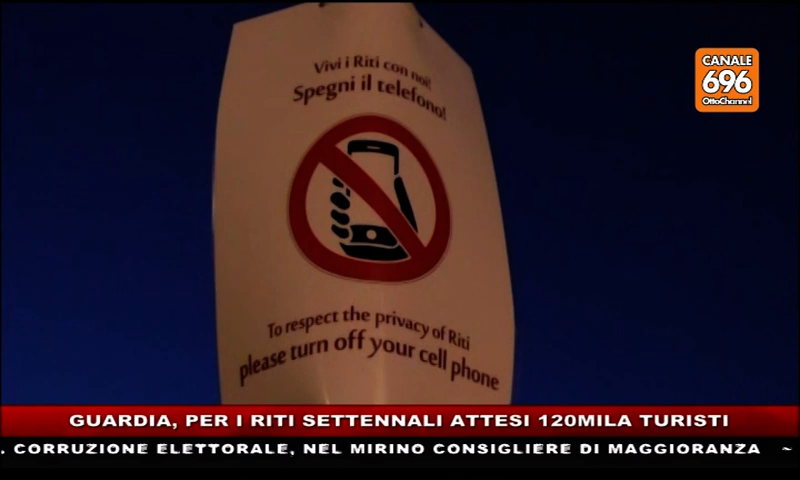 Vivi i Riti con noi!
Spegni il telefono!
CANALE
696
OttoChannel
To respect the privacy of Riti
please turn off your cell phone
GUARDIA, PER I RITI SETTENNALI ATTESI 120MILA TURISTI
. CORRUZIONE ELETTORALE, NEL MIRINO CONSIGLIERE DI MAGGIORANZA ~